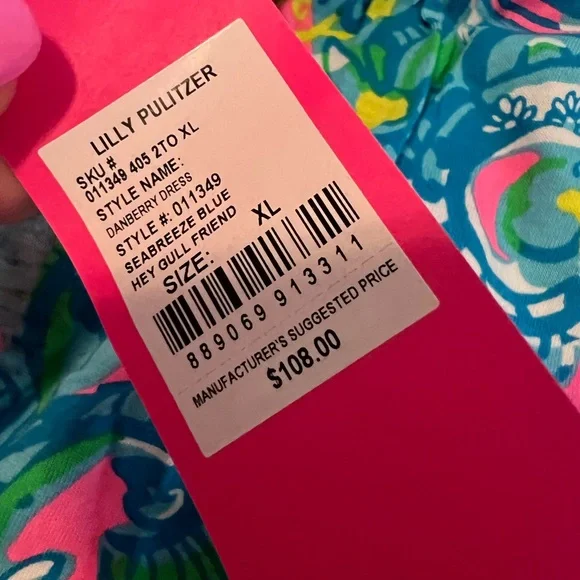 LILLY PULITZER
SKU #
011349 405 2TO XL
STYLE NAME:
DANBERRY DRESS
STYLE #: 011349
SEABREEZE BLUE
HEY GULL FRIEND
SIZE: XL
889069 913311
MANUFACTURER'S SUGGESTED PRICE
$108.00